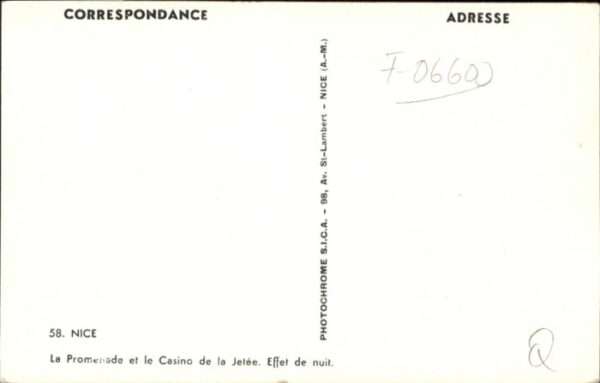 CORRESPONDANCE
ADRESSE
F-06600
58. NICE
La Promenade et le Casino de la Jetée. Effet de nuit.
PHOTOCHROME S.I.C.A. - 98, Av. St-Lambert - NICE (A.-M.)
Q